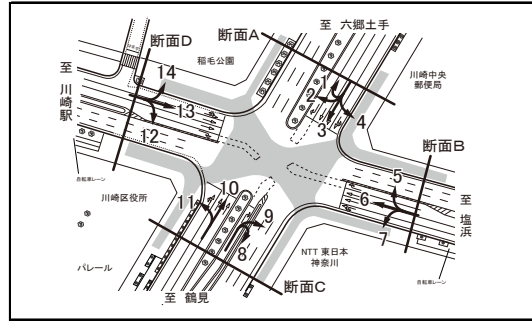 断面A
至 六郷土手
断面D
稲毛公園
川崎中央
郵便局
至 川崎駅
14
13
12
1
2
3
4
断面B
5
6
7
至 塩浜
自転車レーン
川崎区役所
11
10
9
8
NTT 東日本
神奈川
自転車レーン
パレール
至 鶴見
断面C